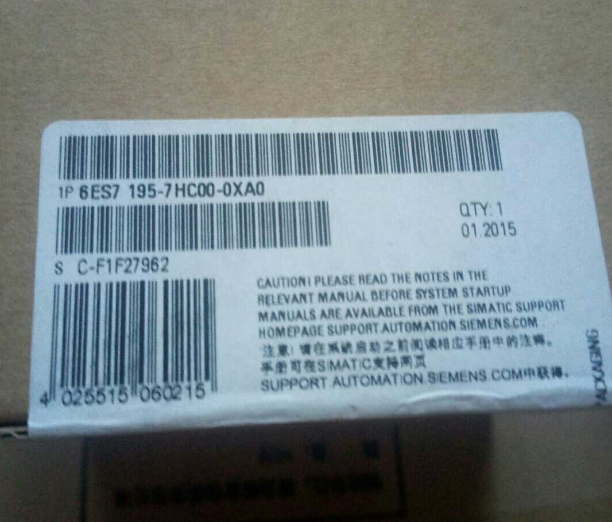 1P 6ES7 195-7HC00-0XA0
QTY: 1
01.2015
S C-F1F27962
CAUTION! PLEASE READ THE NOTES IN THE
RELEVANT MANUAL BEFORE SYSTEM STARTUP
MANUALS ARE AVAILABLE FROM THE SIMATIC SUPPORT
HOMEPAGE SUPPORT.AUTOMATION.SIEMENS.COM
注意! 请在系统启动之前阅读相应手册中的注释。
手册可在SIMATIC支持网页
SUPPORT AUTOMATION.SIEMENS.COM中获得。
4 025515 060215
PACKAGING